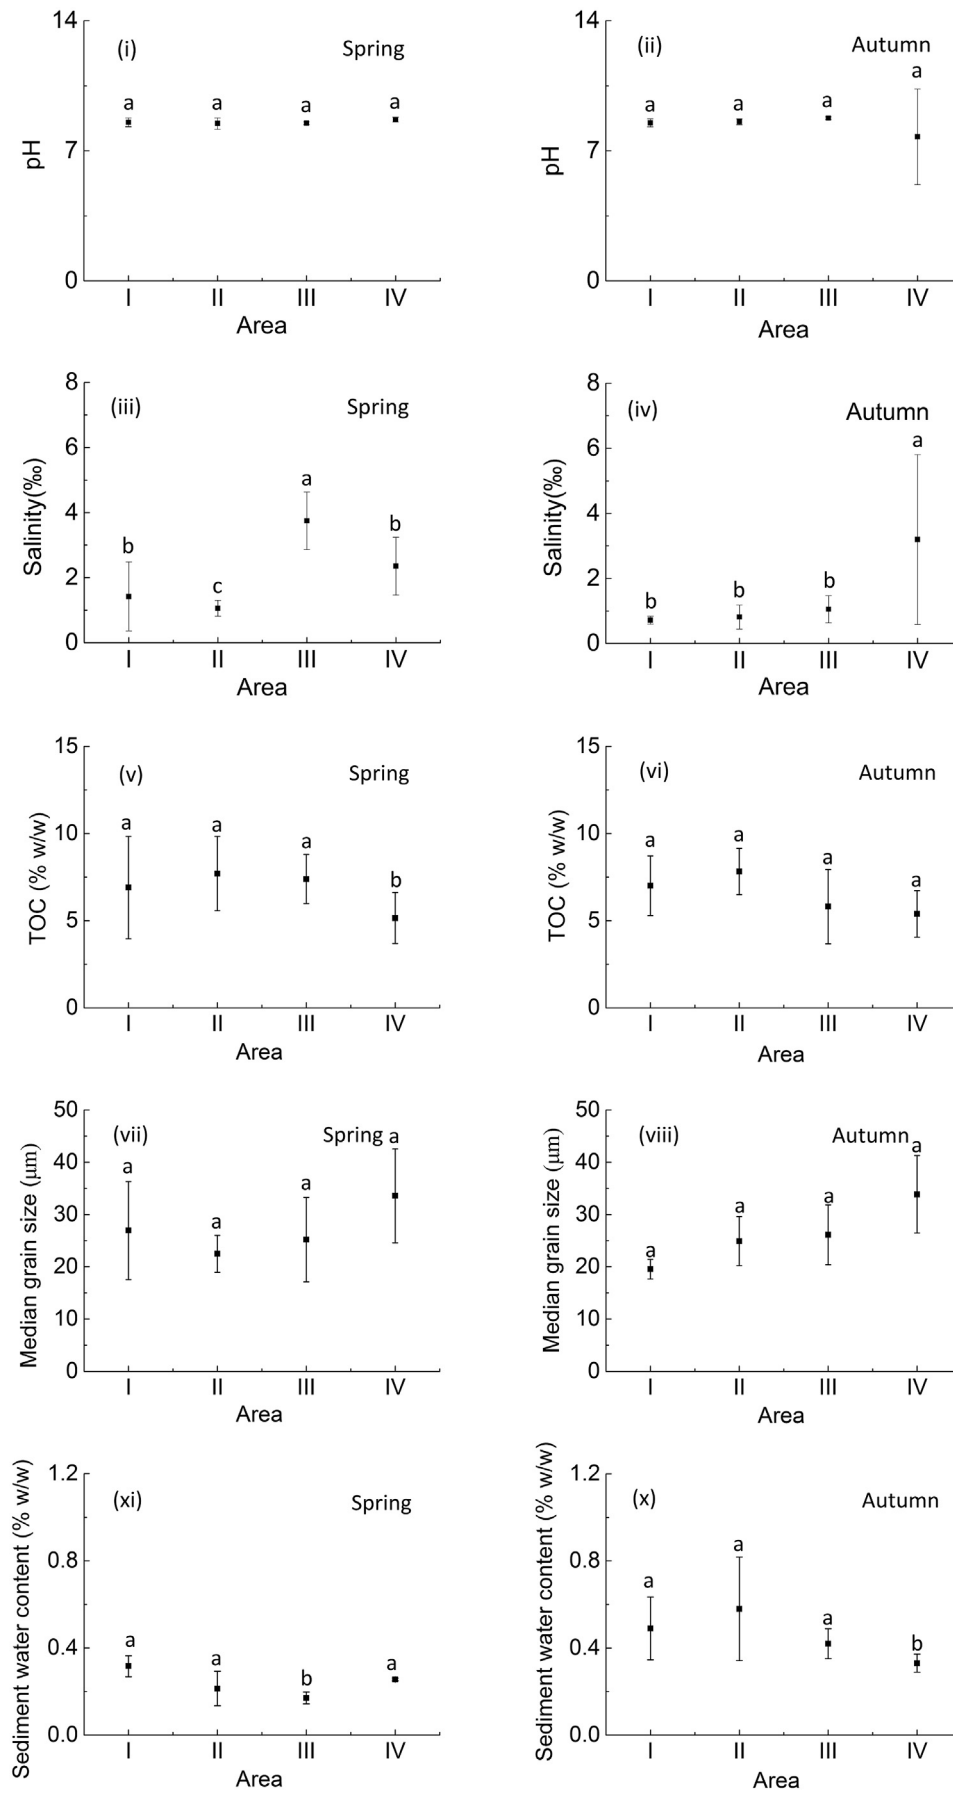 14
(i)
Spring
a a a a
7
pH
0
I II III IV
Area
14
(ii)
Autumn
a a a a
7
pH
0
I II III IV
Area
8
(iii)
Spring
6
a
b
4
b
c
2
Salinity(‰)
0
I II III IV
Area
8
(iv)
Autumn
a
6
4
b b b
2
Salinity(‰)
0
I II III IV
Area
15
(v)
Spring
10
a a a b
5
TOC (% w/w)
0
I II III IV
Area
15
(vi)
Autumn
10
a a a a
5
TOC (% w/w)
0
I II III IV
Area
50
(vii)
Spring
a a a a
40
30
20
10
Median grain size (μm)
0
I II III IV
Area
50
(viii)
Autumn
a a a a
40
30
20
10
Median grain size (μm)
0
I II III IV
Area
1.2
(xi)
Spring
0.8
0.4
a a b a
Sediment water content (% w/w)
0.0
I II III IV
Area
1.2
(x)
Autumn
0.8
a a a b
0.4
Sediment water content (% w/w)
0.0
I II III IV
Area